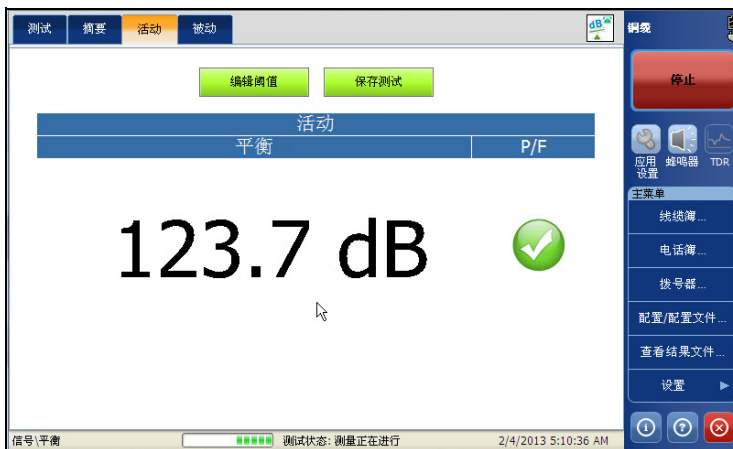 测试 摘要 活动 被动
dB
编辑阈值 保存测试
活动
平衡 P/F
123.7 dB
信号\平衡 测试状态: 测量正在进行 2/4/2013 5:10:36 AM
铜缆
停止
应用设置 蜂鸣器 TDR
主菜单
线缆簿...
电话簿...
拨号器...
配置/配置文件...
查看结果文件...
设置